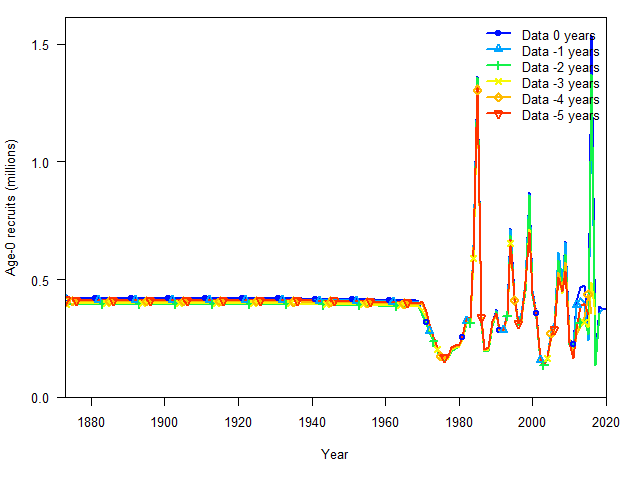 Data 0 years
Data -1 years
Data -2 years
Data -3 years
Data -4 years
Data -5 years
1.5
1.0
0.5
0.0
Age-0 recruits (millions)
1880 1900 1920 1940 1960 1980 2000 2020
Year